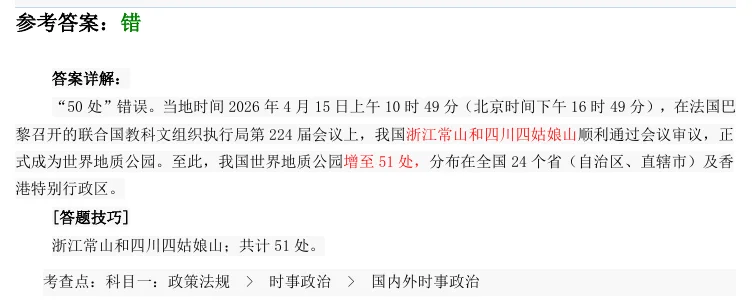 参考答案：错
答案详解：
“50 处”错误。当地时间 2026 年 4 月 15 日上午 10 时 49 分（北京时间下午 16 时 49 分），在法国巴
黎召开的联合国教科文组织执行局第 224 届会议上，我国浙江常山和四川四姑娘山顺利通过会议审议，正
式成为世界地质公园。至此，我国世界地质公园增至 51 处，分布在全国 24 个省（自治区、直辖市）及香
港特别行政区。
[答题技巧]
浙江常山和四川四姑娘山；共计 51 处。
考查点：科目一：政策法规 > 时事政治 > 国内外时事政治